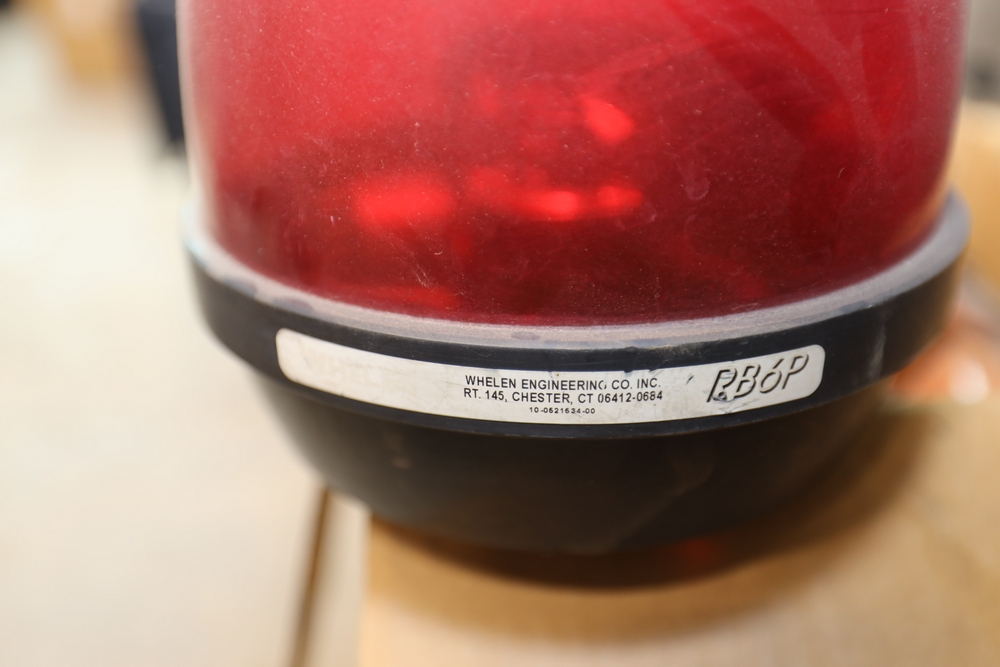 WHELEN ENGINEERING CO. INC.
RT. 145, CHESTER, CT 06412-0684
10-0521534-00
RB6P